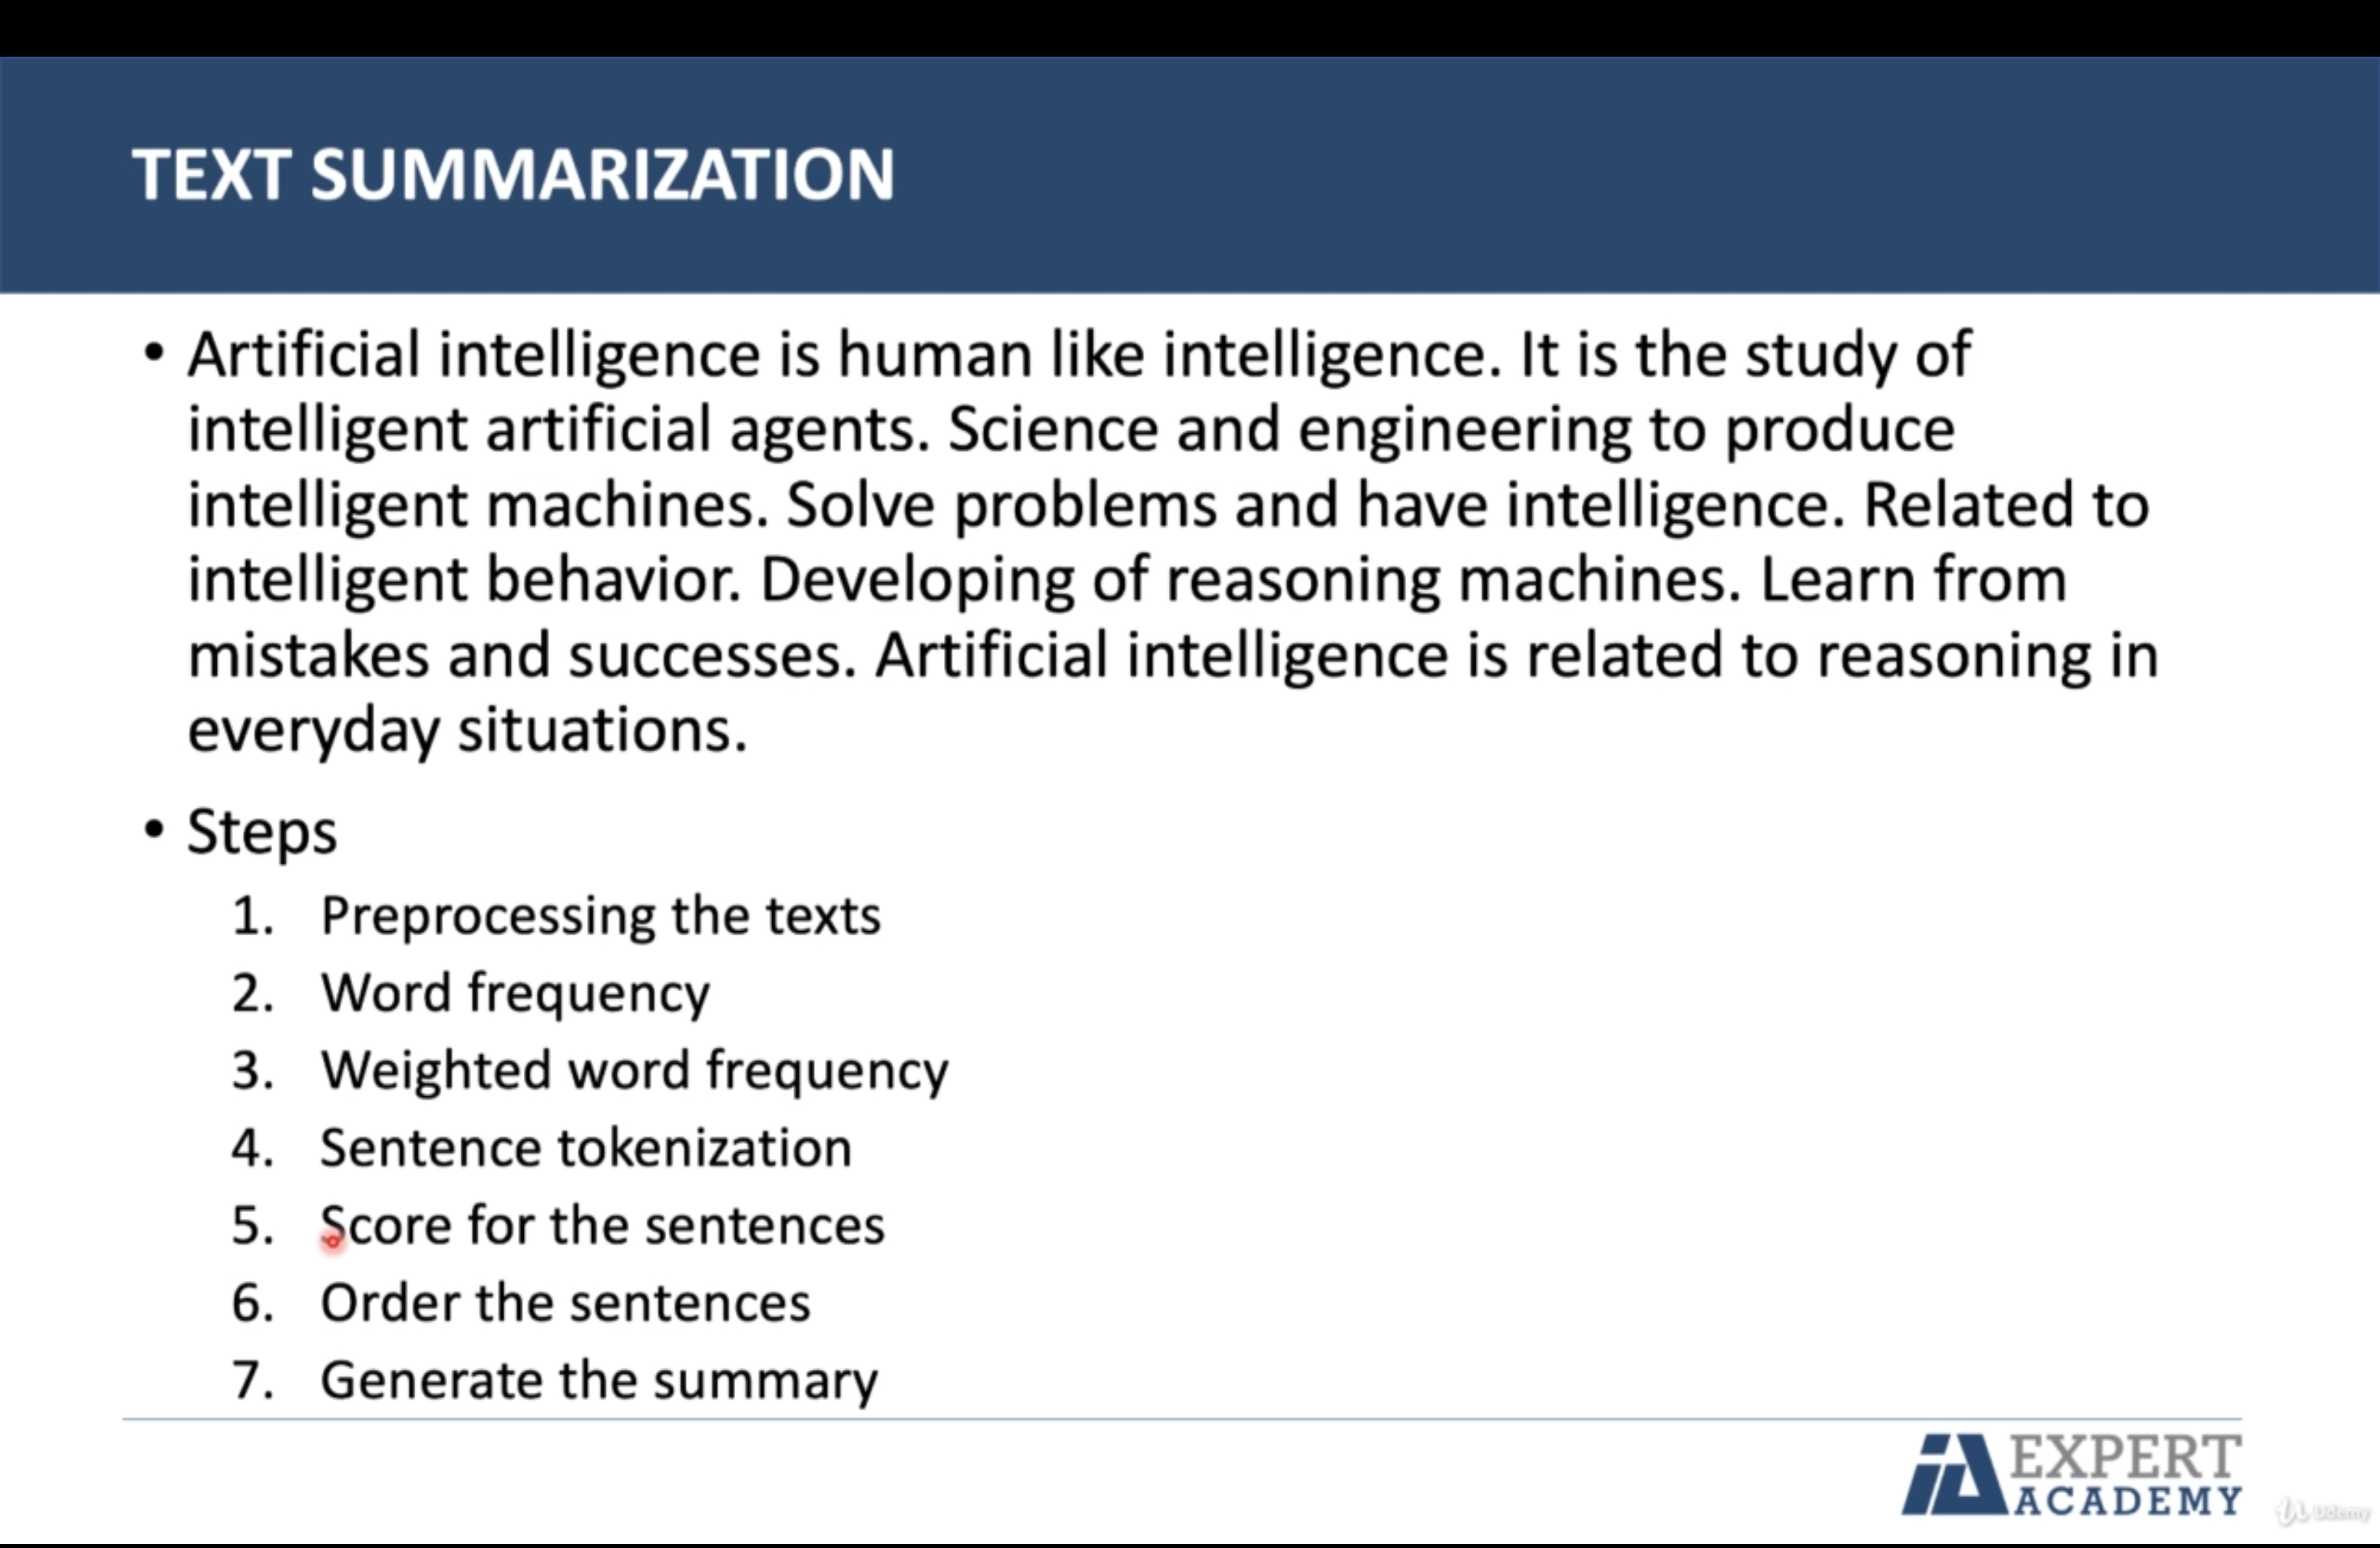 TEXT SUMMARIZATION
• Artificial intelligence is human like intelligence. It is the study of
intelligent artificial agents. Science and engineering to produce
intelligent machines. Solve problems and have intelligence. Related to
intelligent behavior. Developing of reasoning machines. Learn from
mistakes and successes. Artificial intelligence is related to reasoning in
everyday situations.
• Steps
1. Preprocessing the texts
2. Word frequency
3. Weighted word frequency
4. Sentence tokenization
5. Score for the sentences
6. Order the sentences
7. Generate the summary
iA EXPERT
ACADEMY
Udemy